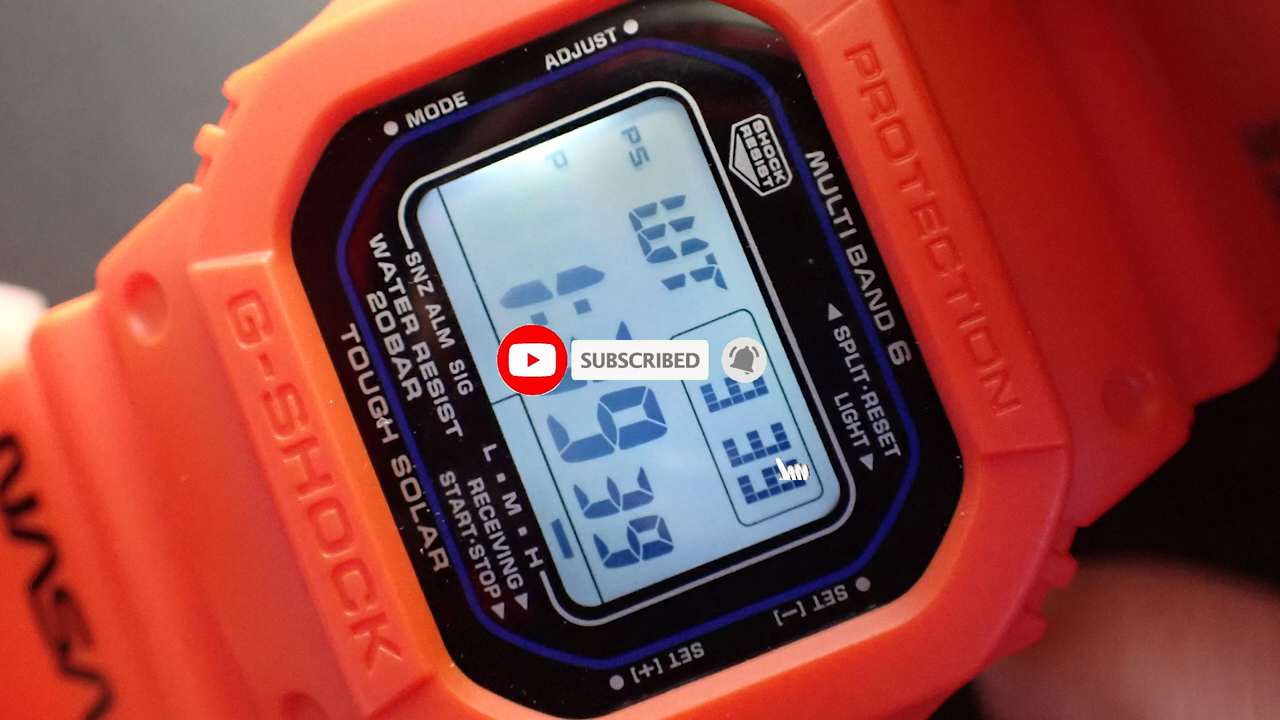 PROTECTION
ADJUST
MODE
SHOCK
RESIST
MULTI BAND 6
SPLIT·RESET
LIGHT
PS
P
SUBSCRIBED
SNZ ALM SIG
WATER RESIST
20BAR
TOUGH SOLAR
L ▪ M ▪ H
RECEIVING
START·STOP
SET [-]
SET [+]
G-SHOCK
NASA